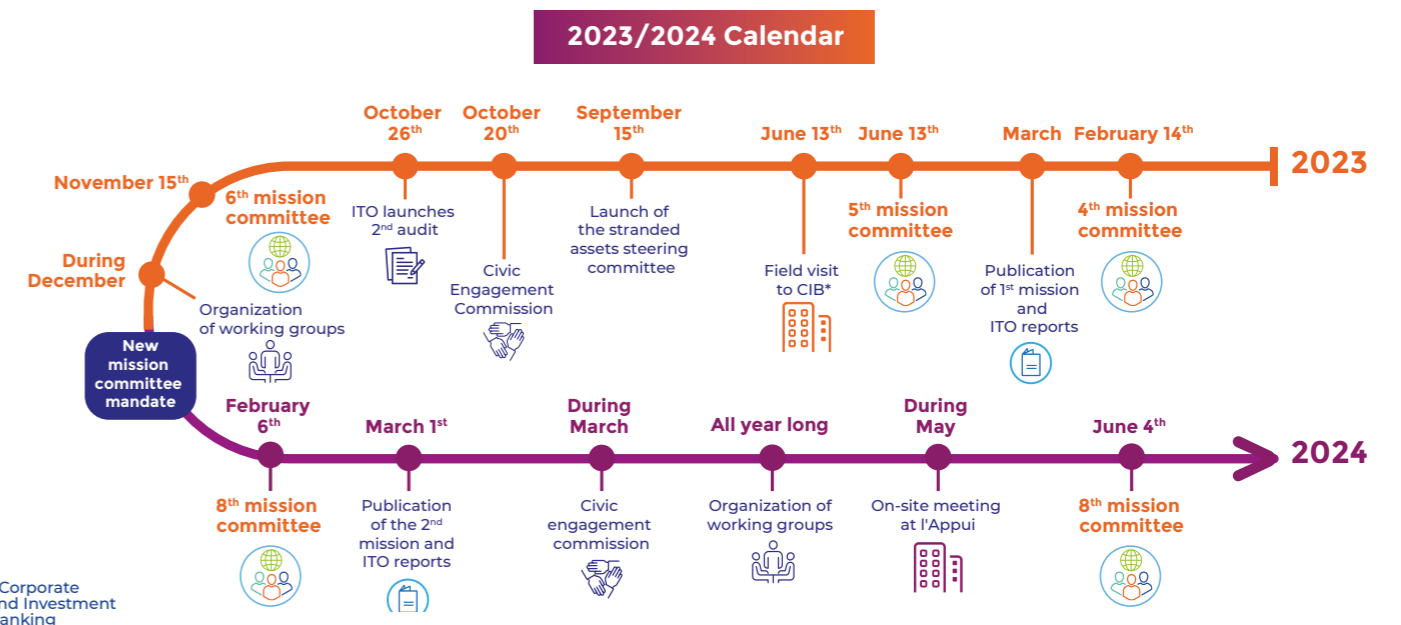 2023/2024 Calendar
October
26th
October
20th
September
15th
June 13th
June 13th
March
February 14th
2023
November 15th
6th mission
committee
ITO launches
2nd audit
Civic
Engagement
Commission
Launch of
the stranded
assets steering
committee
Field visit
to CIB*
5th mission
committee
Publication
of 1st mission
and
ITO reports
4th mission
committee
During
December
Organization
of working groups
New
mission
committee
mandate
February
6th
March 1st
During
March
All year long
During
May
June 4th
2024
8th mission
committee
Publication
of the 2nd
mission and
ITO reports
Civic
engagement
commission
Organization of
working groups
On-site meeting
at l'Appui
8th mission
committee
Corporate
nd Investment
anking